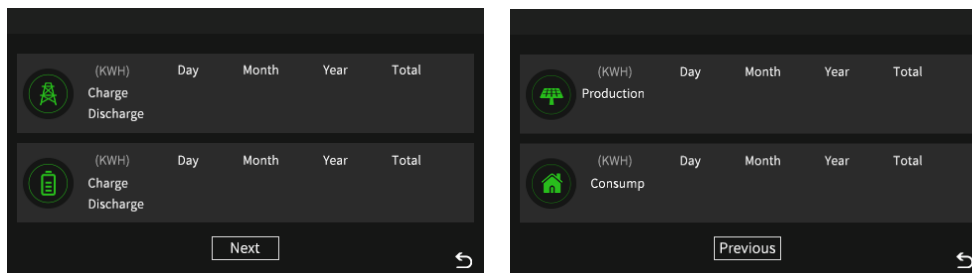 (KWH) Day Month Year Total
Charge
Discharge
(KWH) Day Month Year Total
Charge
Discharge
Next
(KWH) Day Month Year Total
Production
(KWH) Day Month Year Total
Consump
Previous